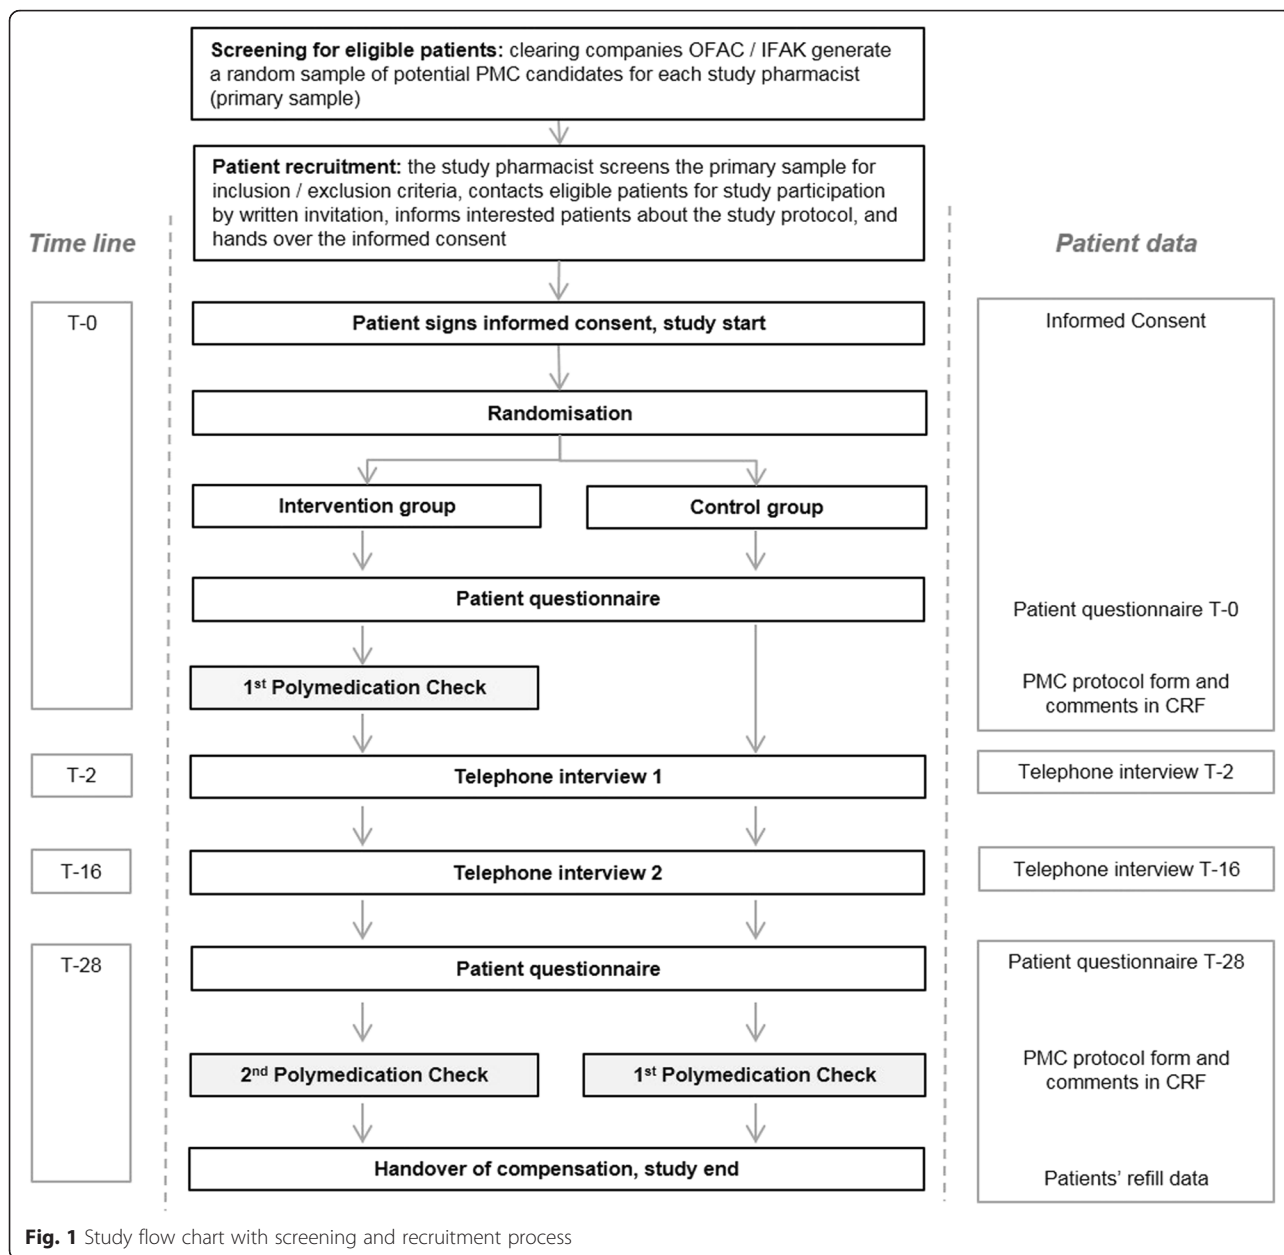 Screening for eligible patients: clearing companies OFAC / IFAK generate
a random sample of potential PMC candidates for each study pharmacist
(primary sample)
Patient recruitment: the study pharmacist screens the primary sample for
inclusion / exclusion criteria, contacts eligible patients for study participation
by written invitation, informs interested patients about the study protocol, and
hands over the informed consent
Time line
Patient data
T-0
Patient signs informed consent, study start
Informed Consent
Randomisation
Intervention group
Control group
Patient questionnaire
Patient questionnaire T-0
1st Polymedication Check
PMC protocol form and
comments in CRF
T-2
Telephone interview 1
Telephone interview T-2
T-16
Telephone interview 2
Telephone interview T-16
T-28
Patient questionnaire
Patient questionnaire T-28
2nd Polymedication Check
1st Polymedication Check
PMC protocol form and
comments in CRF
Handover of compensation, study end
Patients' refill data
Fig. 1 Study flow chart with screening and recruitment process